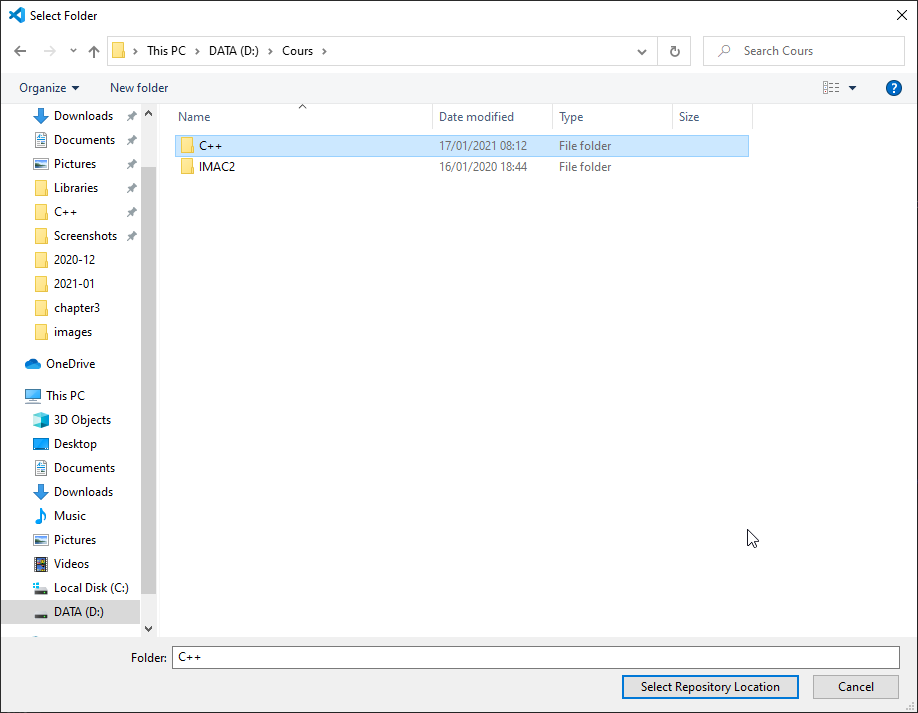 Select Folder
This PC > DATA (D:) > Cours >
Search Cours
Organize
New folder
?
Downloads
Documents
Pictures
Libraries
C++
Screenshots
2020-12
2021-01
chapter3
images
OneDrive
This PC
3D Objects
Desktop
Documents
Downloads
Music
Pictures
Videos
Local Disk (C:)
DATA (D:)
Name Date modified Type Size
C++ 17/01/2021 08:12 File folder
IMAC2 16/01/2020 18:44 File folder
Folder: C++
Select Repository Location Cancel